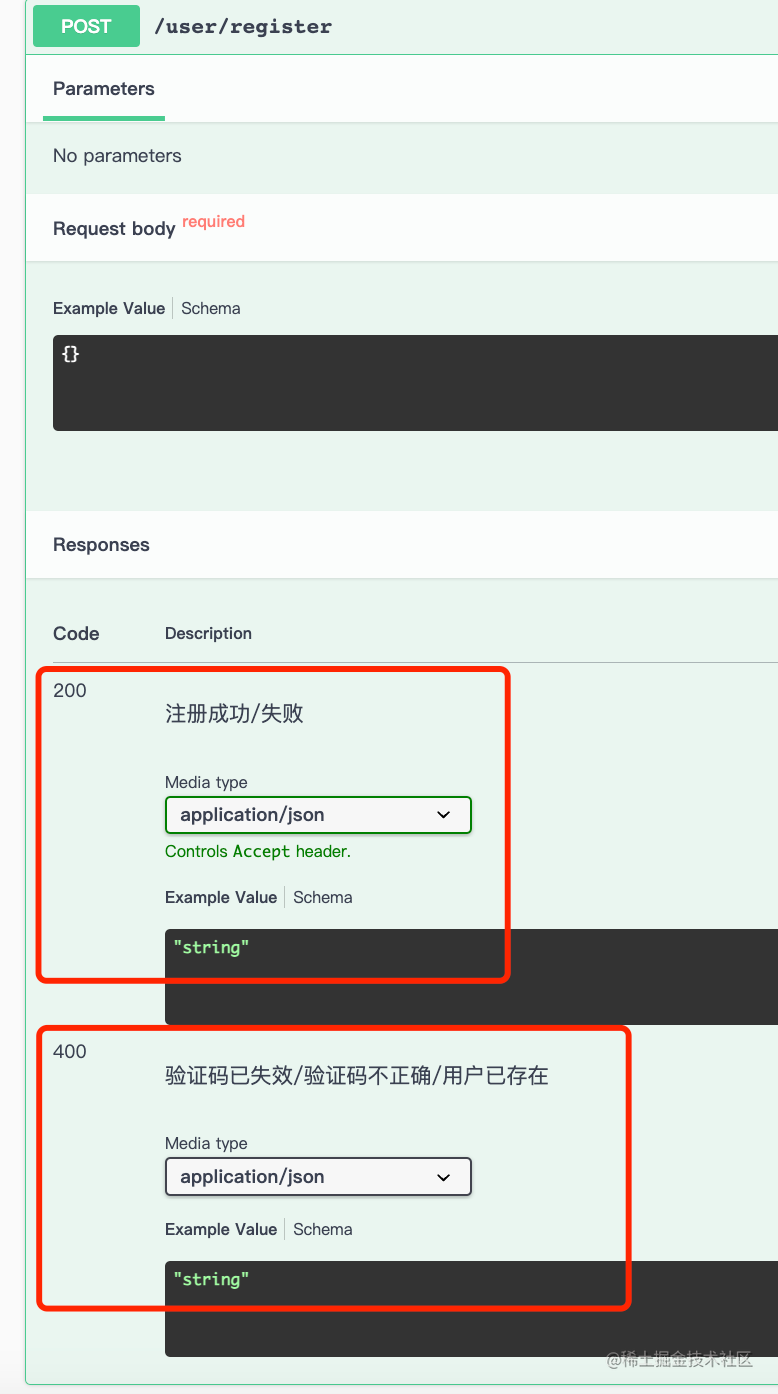 POST /user/register
Parameters
No parameters
Request body required
Example Value Schema
{}
Responses
Code Description
200
注册成功/失败
Media type
application/json
Controls Accept header.
Example Value Schema
"string"
400
验证码已失效/验证码不正确/用户已存在
Media type
application/json
Example Value Schema
"string"
@稀土掘金技术社区